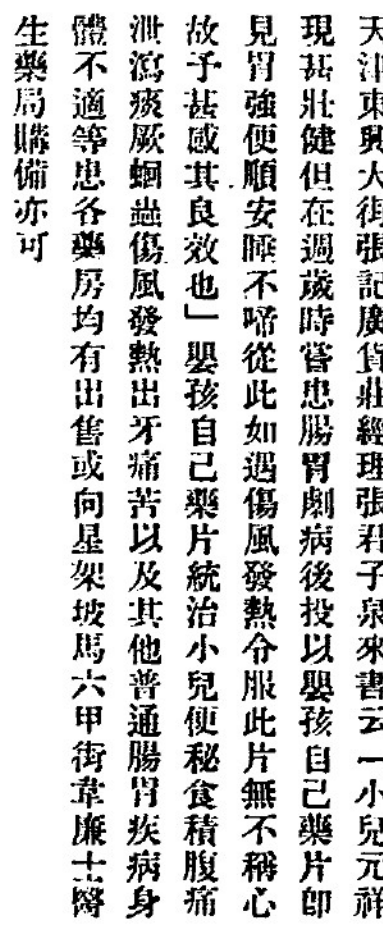 天津東興大街張記廣貨莊經理張君子泉來書云一小兒元祥
現甚壯健但在週歲時嘗患腸胃劇病後投以嬰孩自己藥片即
見胃強便順安睡不啼從此如遇傷風發熱令服此片無不稱心
故予甚感其良效也」嬰孩自己藥片統治小兒便秘食積腹痛
泄瀉痰厥蛔蟲傷風發熱出牙痛苦以及其他普通腸胃疾病身
體不適等患各藥房均有出售或向星架坡馬六甲街韋廉士醫
生藥局購備亦可